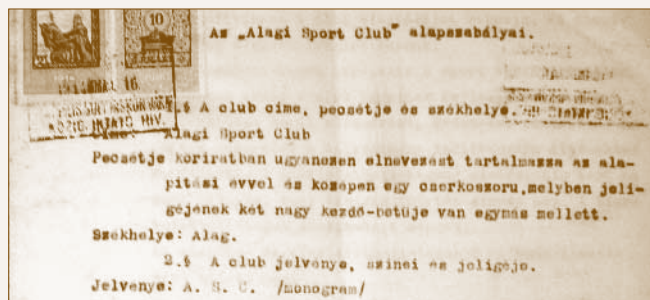 10
Az „Alagi Sport Club" alapszabályai.
1.§ A club cime, pecsétje és székhelye.
Alagi Sport Club
Pecsétje köriratban ugyanezen elnevezést tartalmazza az ala-
pitási évvel és középen egy cserkoszoru,melyben jeli-
géjének két nagy kezdő-betüje van egymás mellett.
Székhelye: Alag.
2.§ A club jelvénye, szinei és jeligéje.
Jelvénye: A. S. C. /monogram/